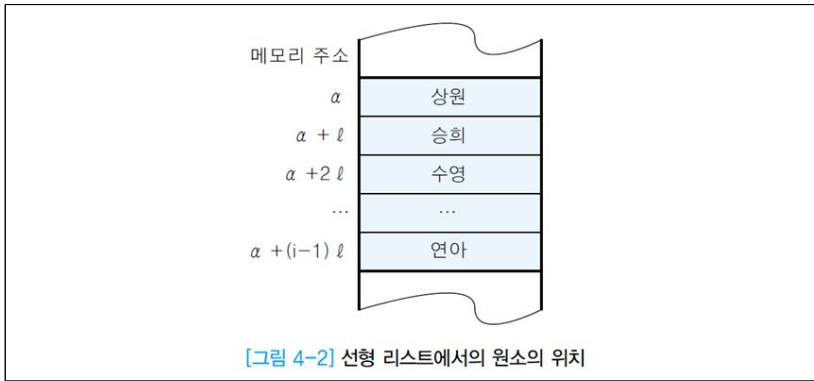 메모리 주소
α 상원
α + ℓ 승희
α +2 ℓ 수영
… …
α +(i−1) ℓ 연아
[그림 4-2] 선형 리스트에서의 원소의 위치